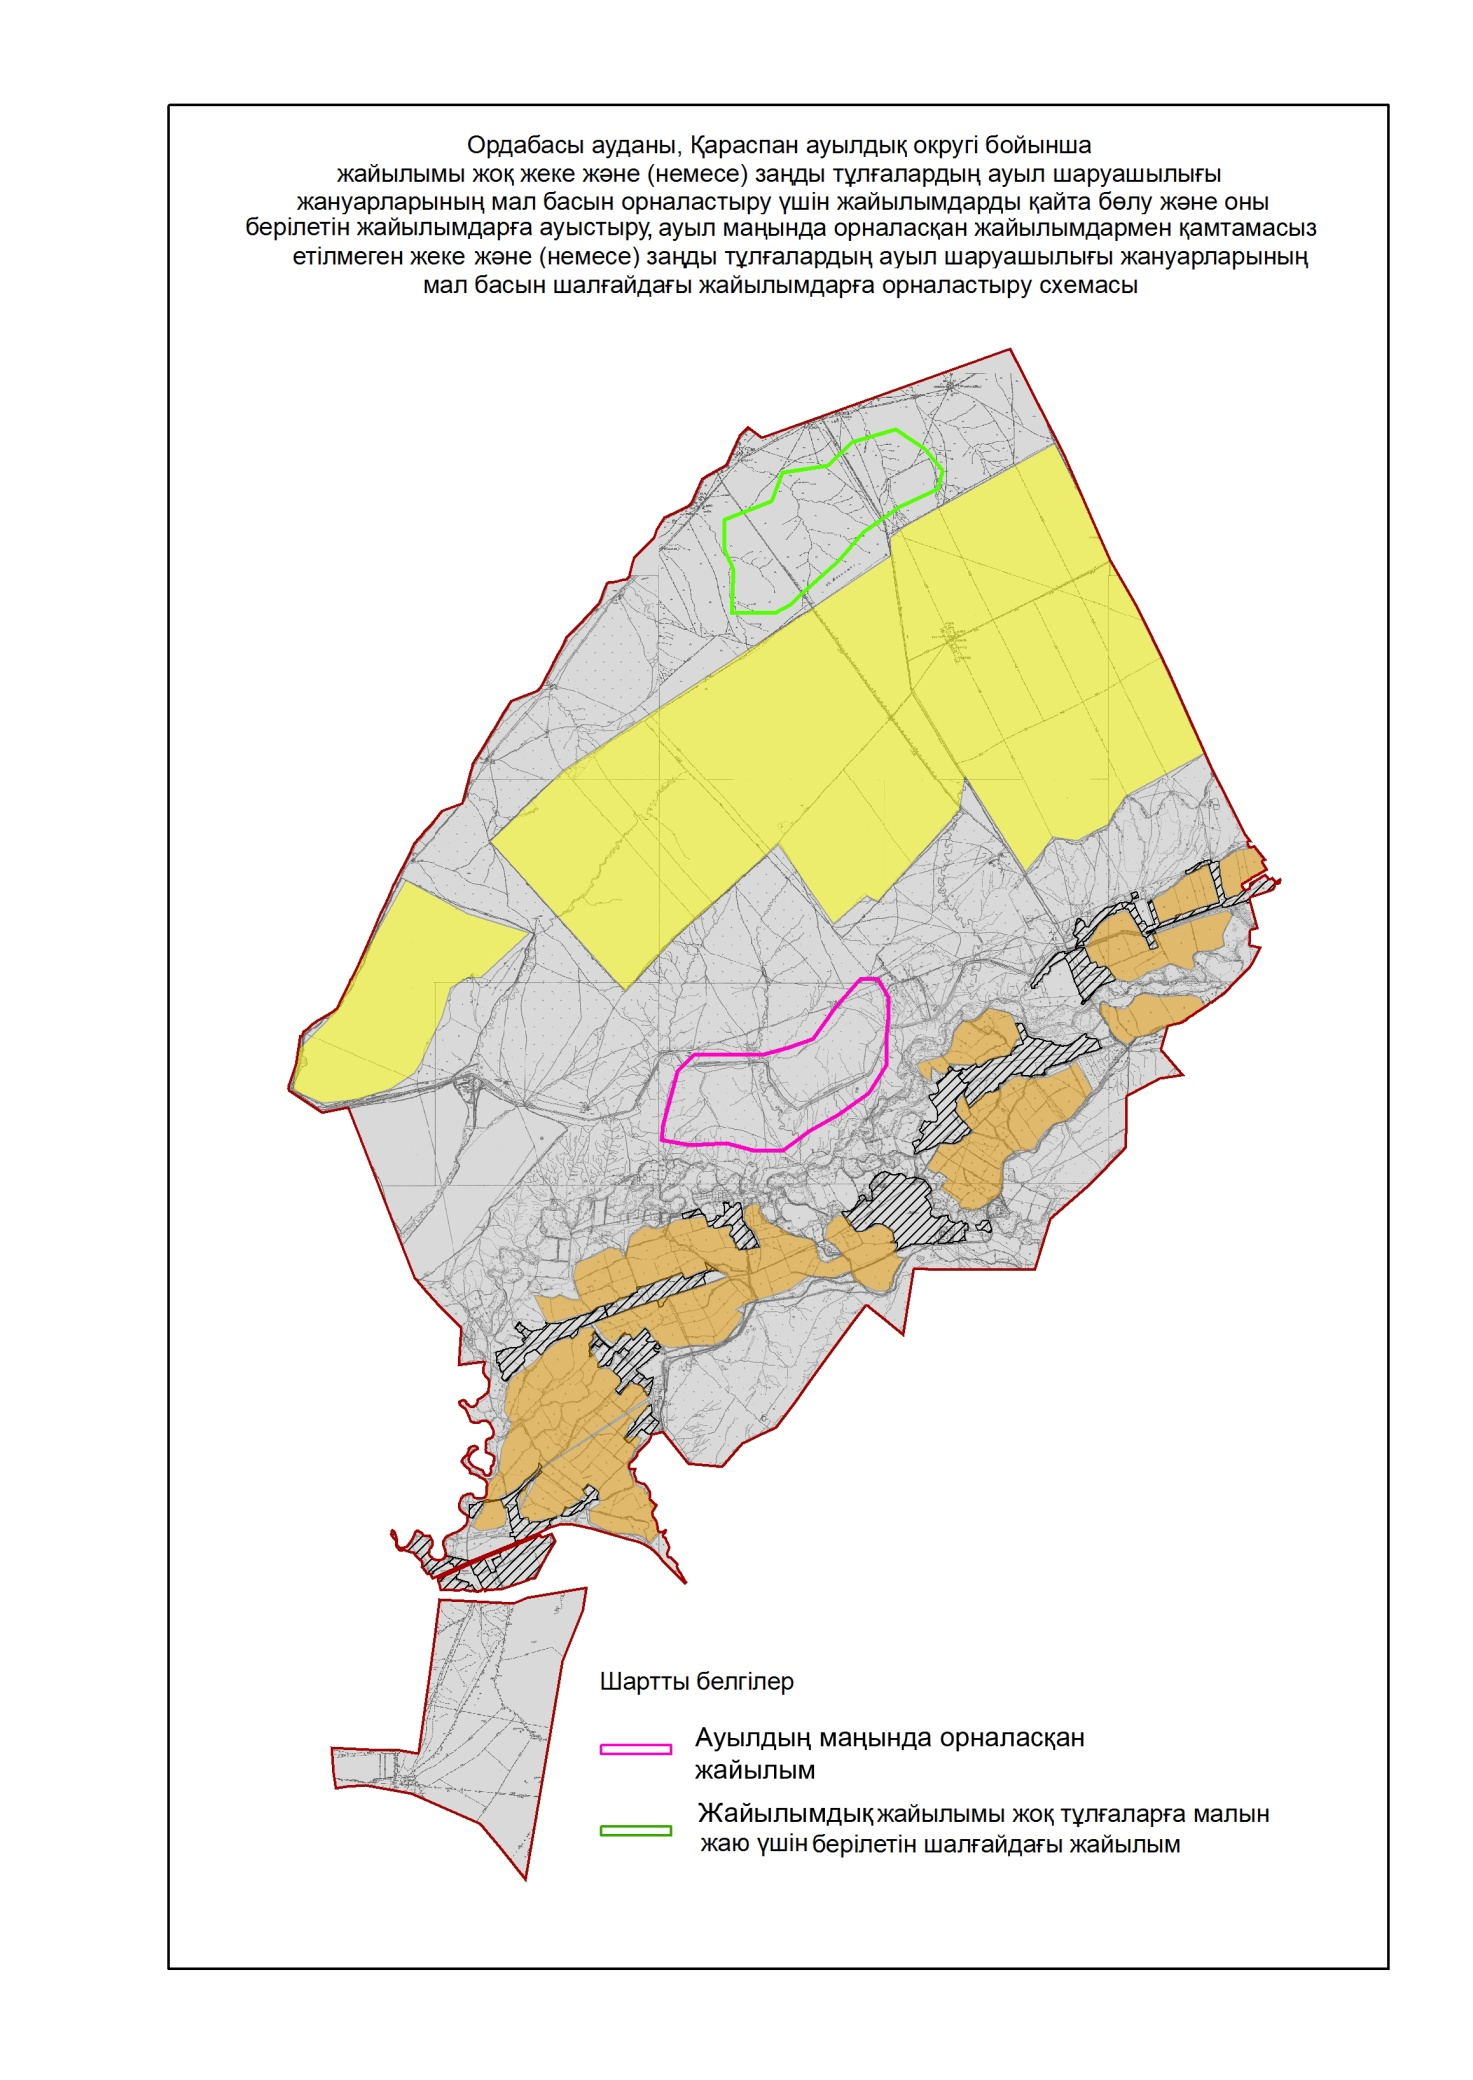 Ордабасы ауданы, Қараспан ауылдық округі бойынша
жайылымы жоқ жеке және (немесе) заңды тұлғалардың ауыл шаруашылығы
жануарларының мал басын орналастыру үшін жайылымдарды қайта бөлу және оны
берілетін жайылымдарға ауыстыру, ауыл маңында орналасқан жайылымдармен қамтамасыз
етілмеген жеке және (немесе) заңды тұлғалардың ауыл шаруашылығы жануарларының
мал басын шалғайдағы жайылымдарға орналастыру схемасы
Шартты белгілер
Ауылдың маңында орналасқан
жайылым
Жайылымдық жайылымы жоқ тұлғаларға малын
жаю үшін берілетін шалғайдағы жайылым